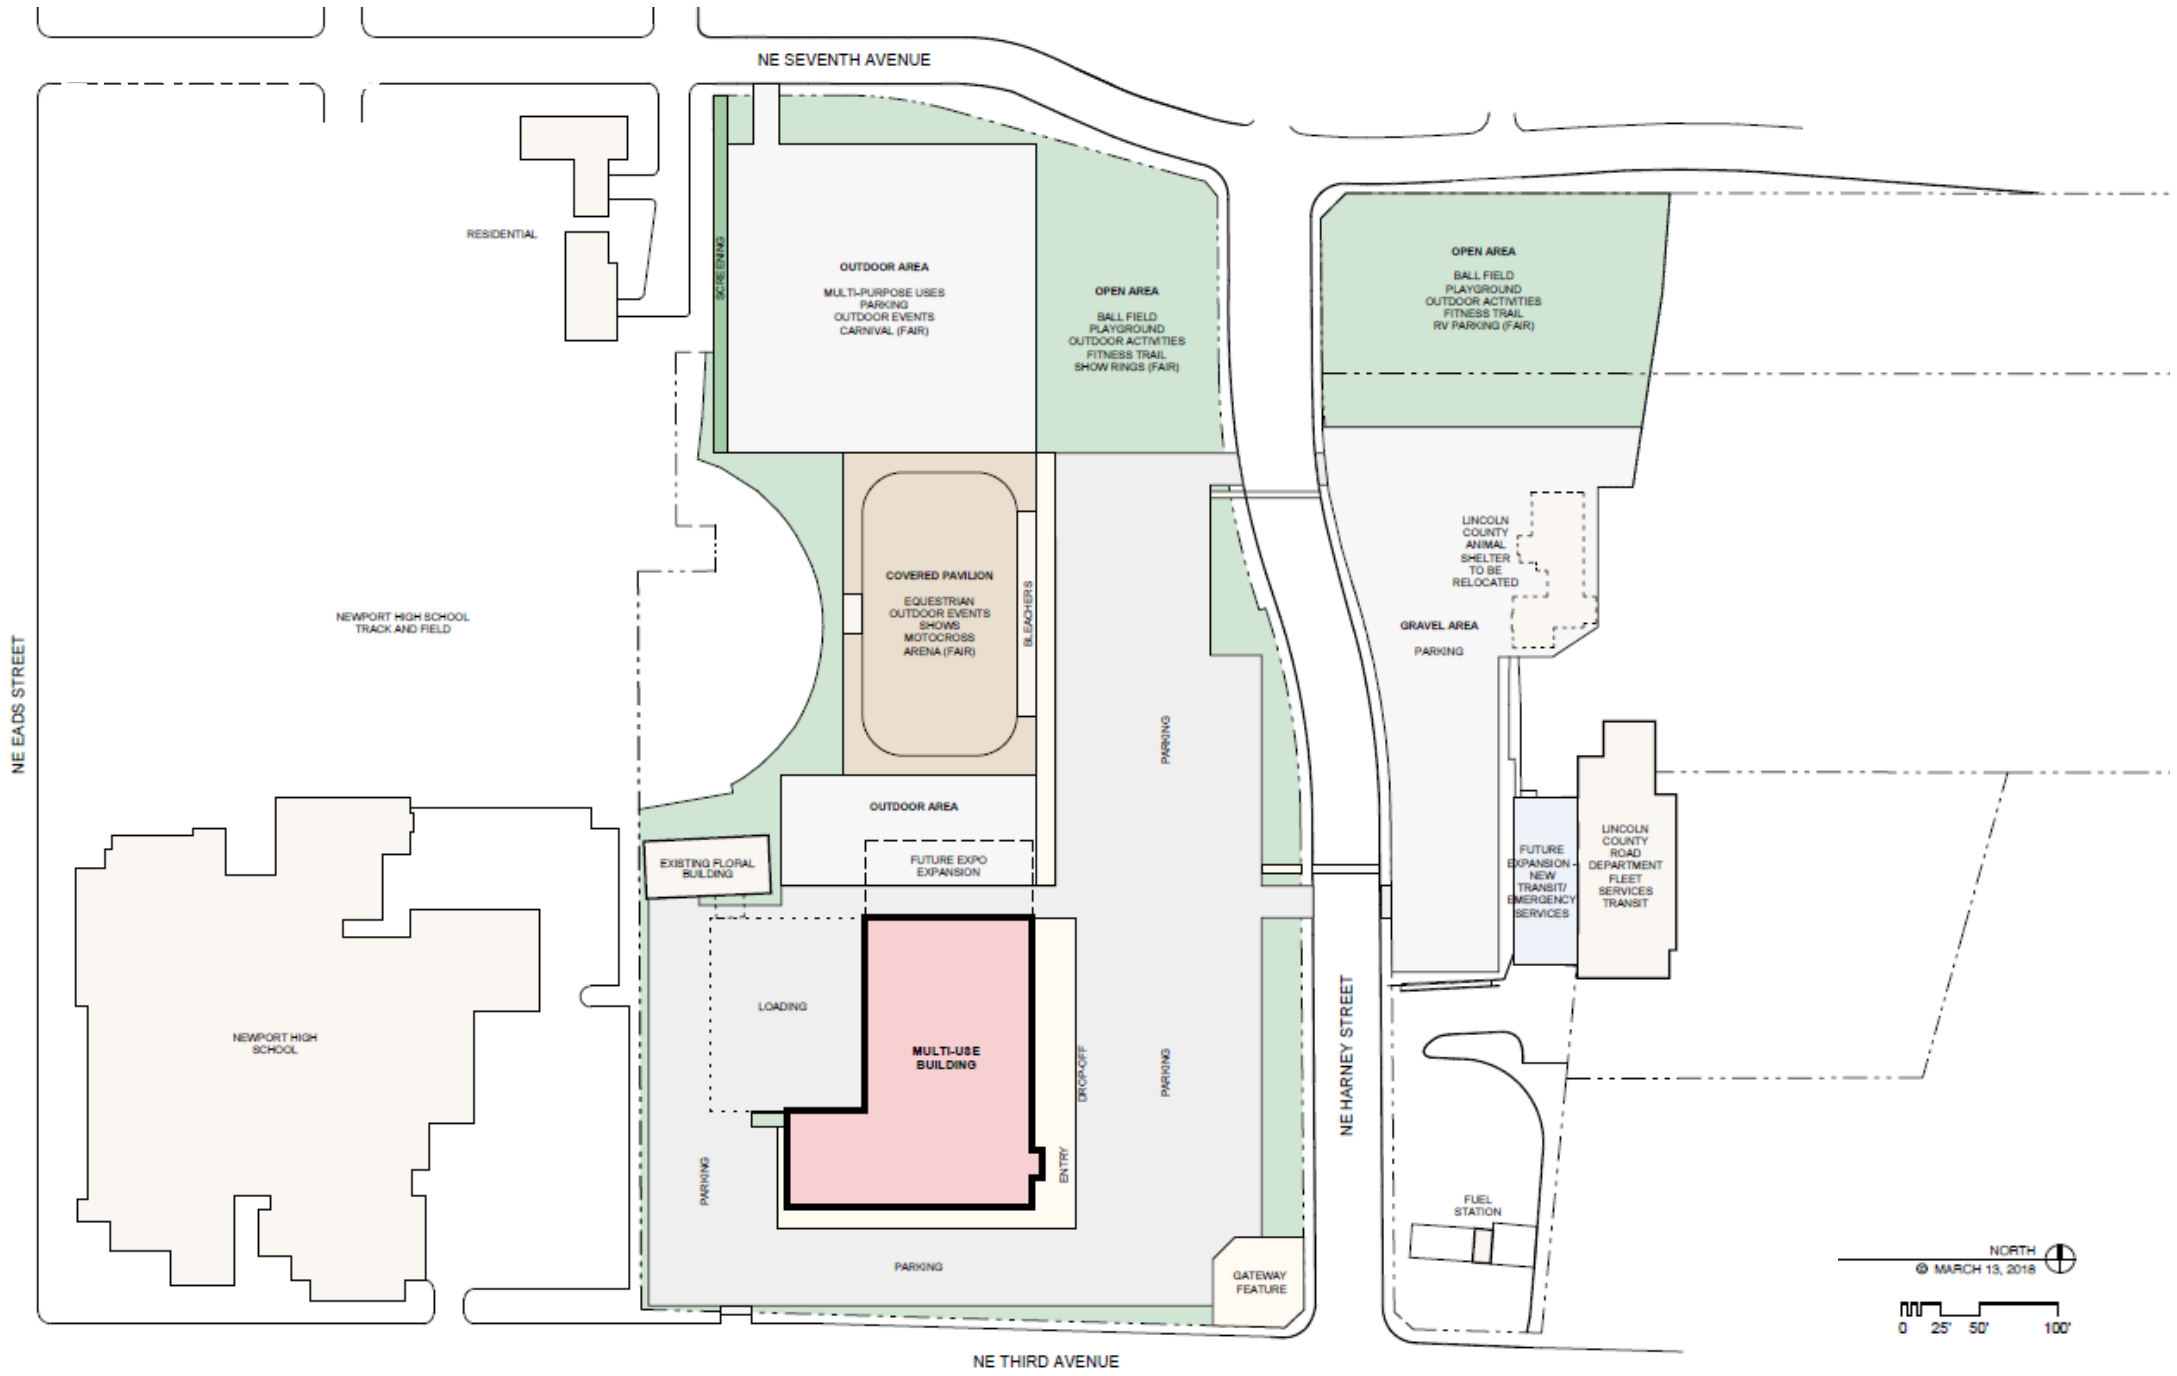 NE SEVENTH AVENUE
RESIDENTIAL
SCREENING
OUTDOOR AREA
MULTI-PURPOSE USES
PARKING
OUTDOOR EVENTS
CARNIVAL (FAIR)
OPEN AREA
BALL FIELD
PLAYGROUND
OUTDOOR ACTIVITIES
FITNESS TRAIL
SHOW RINGS (FAIR)
OPEN AREA
BALL FIELD
PLAYGROUND
OUTDOOR ACTIVITIES
FITNESS TRAIL
RV PARKING (FAIR)
NE EADS STREET
NEWPORT HIGH SCHOOL
TRACK AND FIELD
COVERED PAVILION
EQUESTRIAN
OUTDOOR EVENTS
SHOWS
MOTOCROSS
ARENA (FAIR)
BLEACHERS
PARKING
LINCOLN
COUNTY
ANIMAL
SHELTER
TO BE
RELOCATED
GRAVEL AREA
PARKING
OUTDOOR AREA
EXISTING FLORAL
BUILDING
FUTURE EXPO
EXPANSION
FUTURE
EXPANSION -
NEW
TRANSIT/
EMERGENCY
SERVICES
LINCOLN
COUNTY
ROAD
DEPARTMENT
FLEET
SERVICES
TRANSIT
NEWPORT HIGH
SCHOOL
LOADING
MULTI-USE
BUILDING
DROP-OFF
PARKING
NE HARNEY STREET
PARKING
ENTRY
PARKING
GATEWAY
FEATURE
FUEL
STATION
NORTH
© MARCH 13, 2018
0 25' 50' 100'
NE THIRD AVENUE